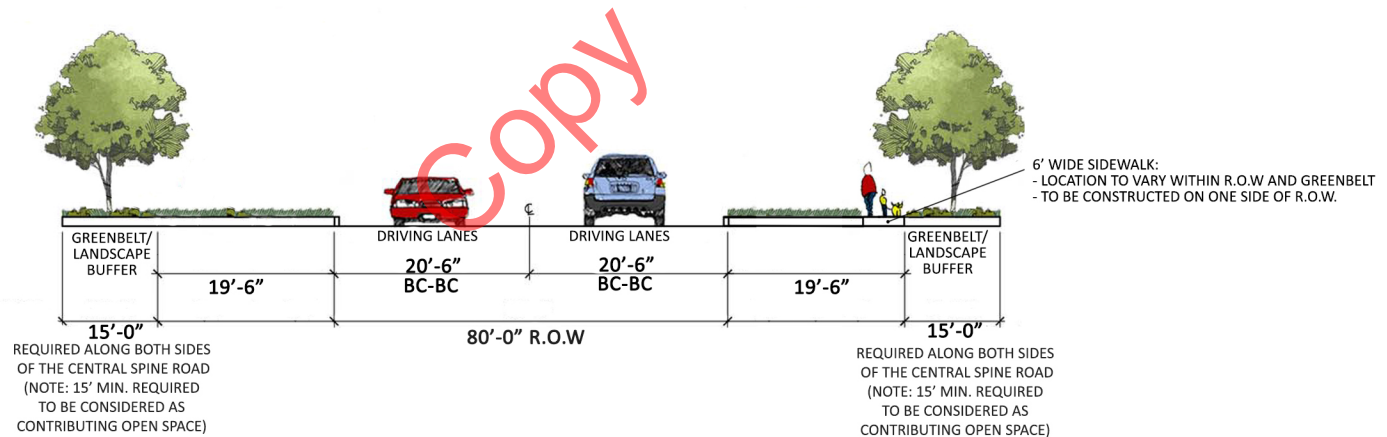 Copy
6' WIDE SIDEWALK:
- LOCATION TO VARY WITHIN R.O.W AND GREENBELT
- TO BE CONSTRUCTED ON ONE SIDE OF R.O.W.
℄
GREENBELT/
LANDSCAPE
BUFFER
DRIVING LANES
DRIVING LANES
GREENBELT/
LANDSCAPE
BUFFER
19'-6"
20'-6"
BC-BC
20'-6"
BC-BC
19'-6"
15'-0"
80'-0" R.O.W
15'-0"
REQUIRED ALONG BOTH SIDES
OF THE CENTRAL SPINE ROAD
(NOTE: 15' MIN. REQUIRED
TO BE CONSIDERED AS
CONTRIBUTING OPEN SPACE)
REQUIRED ALONG BOTH SIDES
OF THE CENTRAL SPINE ROAD
(NOTE: 15' MIN. REQUIRED
TO BE CONSIDERED AS
CONTRIBUTING OPEN SPACE)